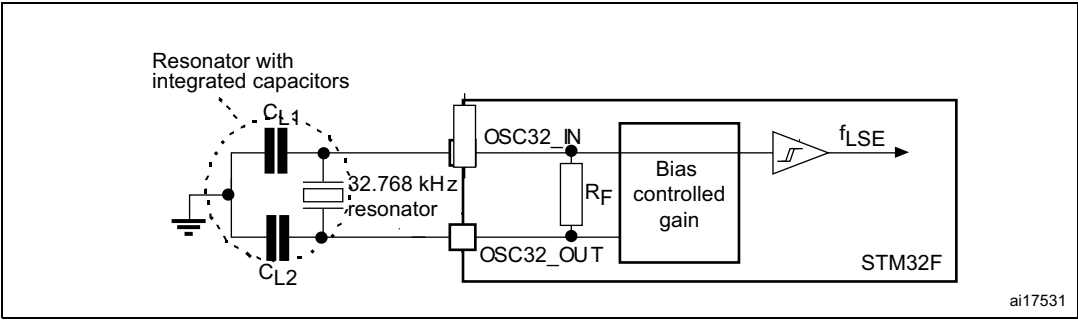 Resonator with
integrated capacitors
CL1
OSC32_IN
fLSE
32.768 kHz
resonator
RF
Bias
controlled
gain
OSC32_OUT
CL2
STM32F
ai17531